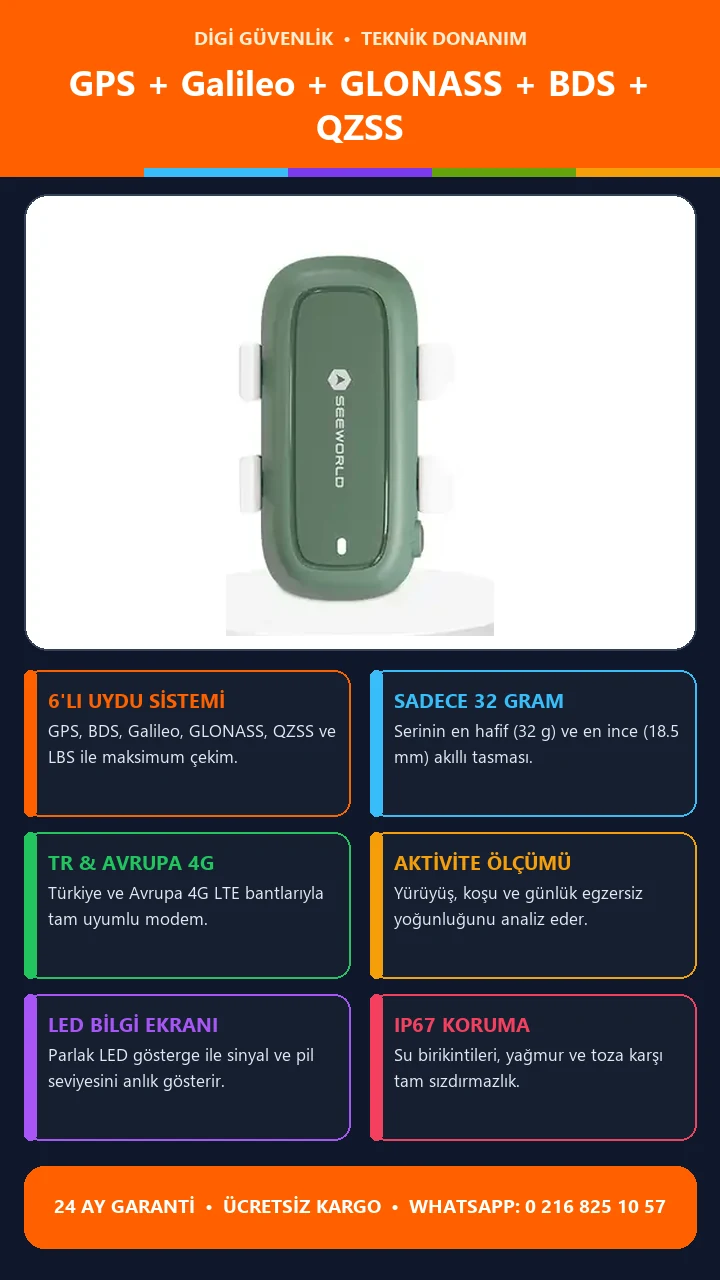 DİGİ GÜVENLİK • TEKNİK DONANIM
GPS + Galileo + GLONASS + BDS +
QZSS
SEEWORLD
6'LI UYDU SİSTEMİ
GPS, BDS, Galileo, GLONASS, QZSS ve
LBS ile maksimum çekim.
SADECE 32 GRAM
Serinin en hafif (32 g) ve en ince (18.5
mm) akıllı tasması.
TR & AVRUPA 4G
Türkiye ve Avrupa 4G LTE bantlarıyla
tam uyumlu modem.
AKTİVİTE ÖLÇÜMÜ
Yürüyüş, koşu ve günlük egzersiz
yoğunluğunu analiz eder.
LED BİLGİ EKRANI
Parlak LED gösterge ile sinyal ve pil
seviyesini anlık gösterir.
IP67 KORUMA
Su birikintileri, yağmur ve toza karşı
tam sızdırmazlık.
24 AY GARANTİ • ÜCRETSİZ KARGO • WHATSAPP: 0 216 825 10 57